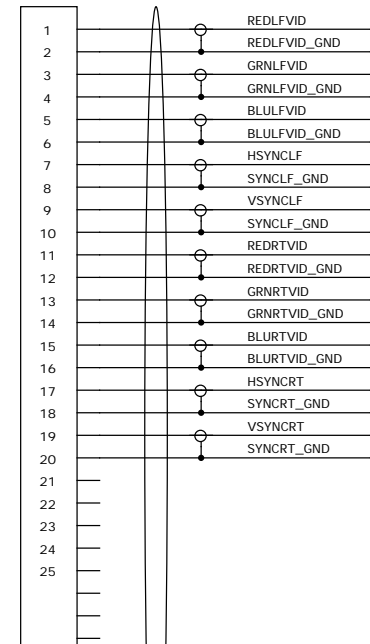 1 REDLFVID
2 REDLFVID_GND
3 GRNLFVID
4 GRNLFVID_GND
5 BLULFVID
6 BLULFVID_GND
7 HSYNCLF
8 SYNCLF_GND
9 VSYNCLF
10 SYNCLF_GND
11 REDRTVID
12 REDRTVID_GND
13 GRNRTVID
14 GRNRTVID_GND
15 BLURTVID
16 BLURTVID_GND
17 HSYNCRT
18 SYNCRT_GND
19 VSYNCRT
20 SYNCRT_GND
21
22
23
24
25